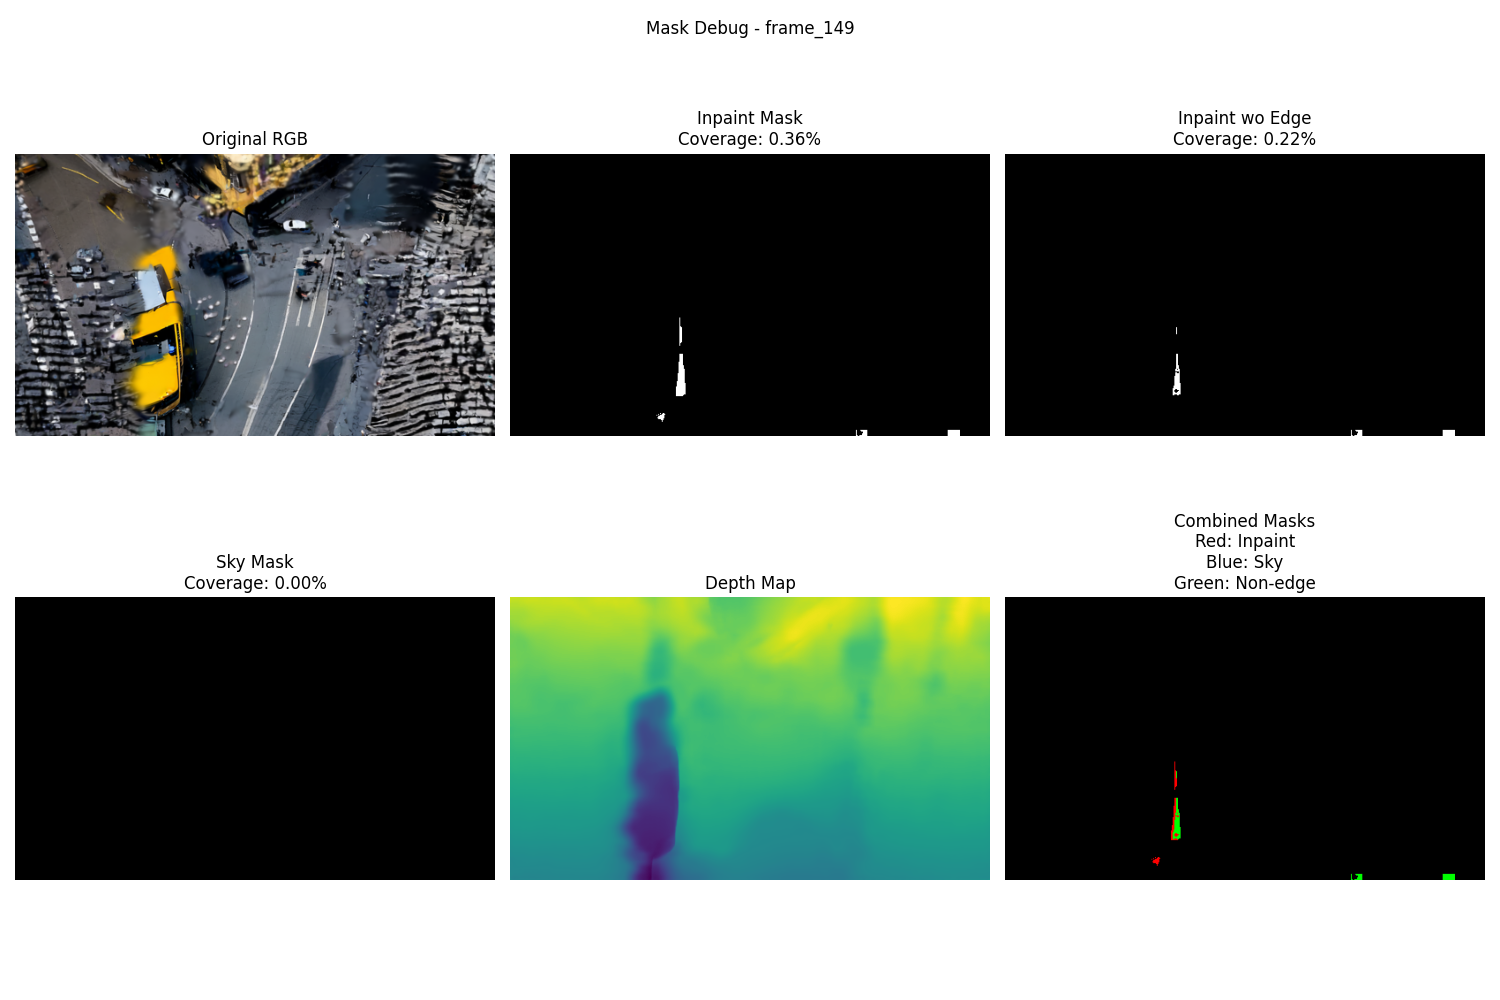 Mask Debug - frame_149
Original RGB
Inpaint Mask
Coverage: 0.36%
Inpaint wo Edge
Coverage: 0.22%
Sky Mask
Coverage: 0.00%
Depth Map
Combined Masks
Red: Inpaint
Blue: Sky
Green: Non-edge